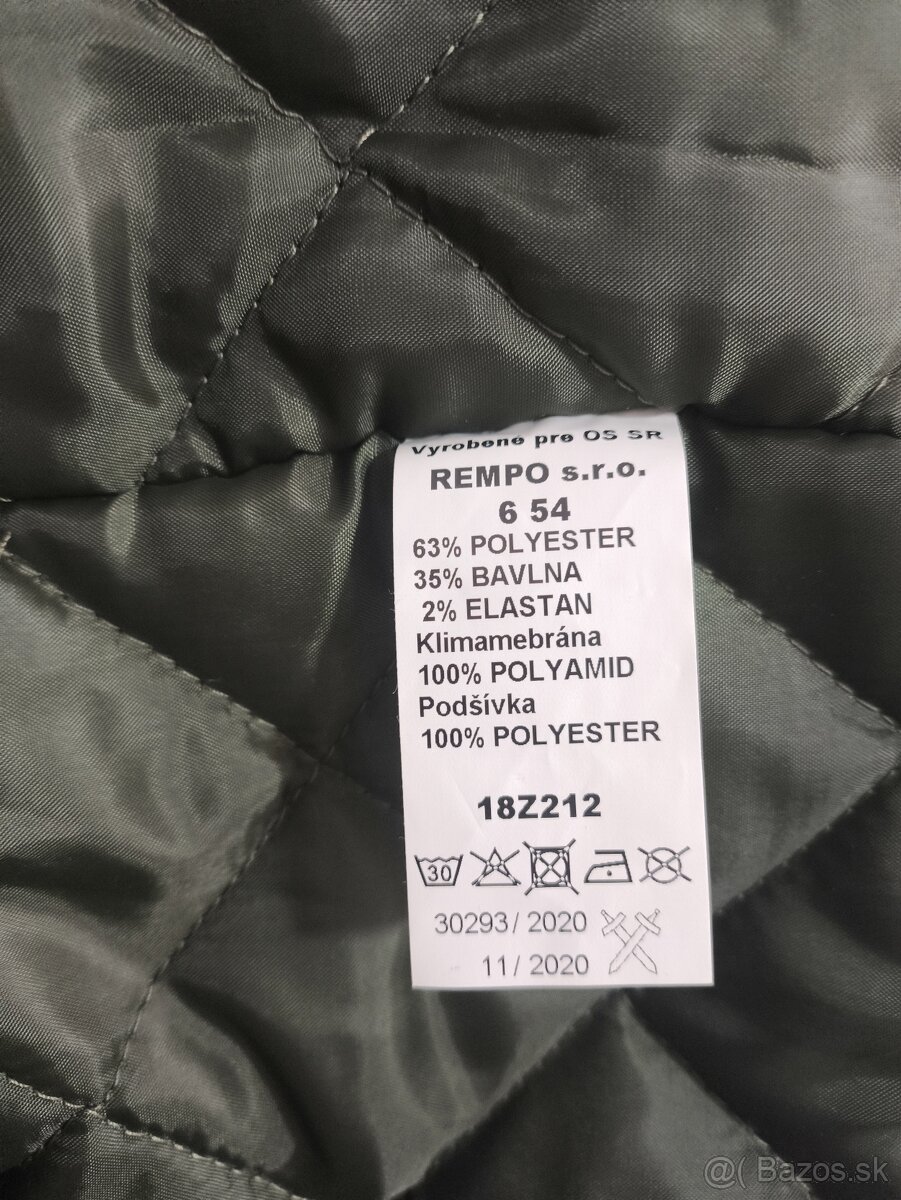 Vyrobené pre OS SR
REMPO s.r.o.
6 54
63% POLYESTER
35% BAVLNA
2% ELASTAN
Klimamebrána
100% POLYAMID
Podšívka
100% POLYESTER
18Z212
30
30293/ 2020
11/ 2020
@( Bazos.sk